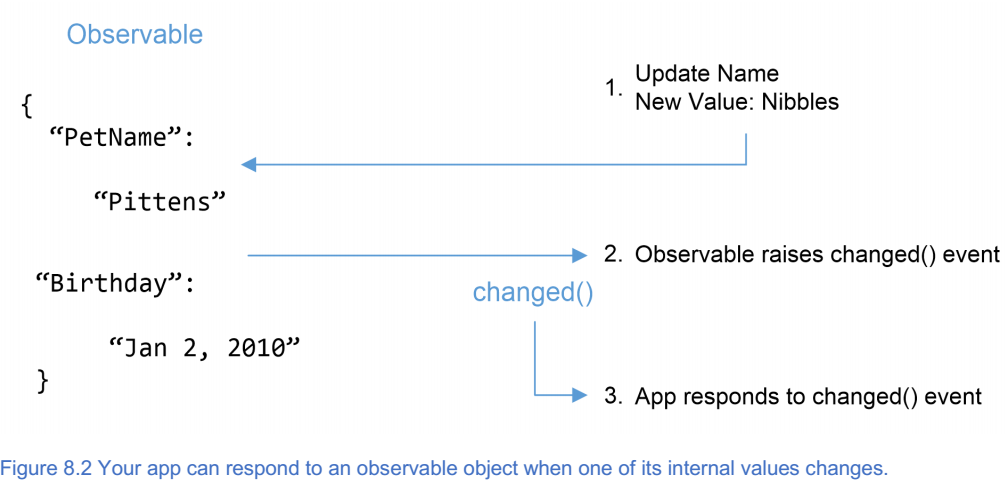 Observable
{
“PetName”:
“Pittens”
“Birthday”:
“Jan 2, 2010”
}
1. Update Name
New Value: Nibbles
2. Observable raises changed() event
changed()
3. App responds to changed() event
Figure 8.2 Your app can respond to an observable object when one of its internal values changes.